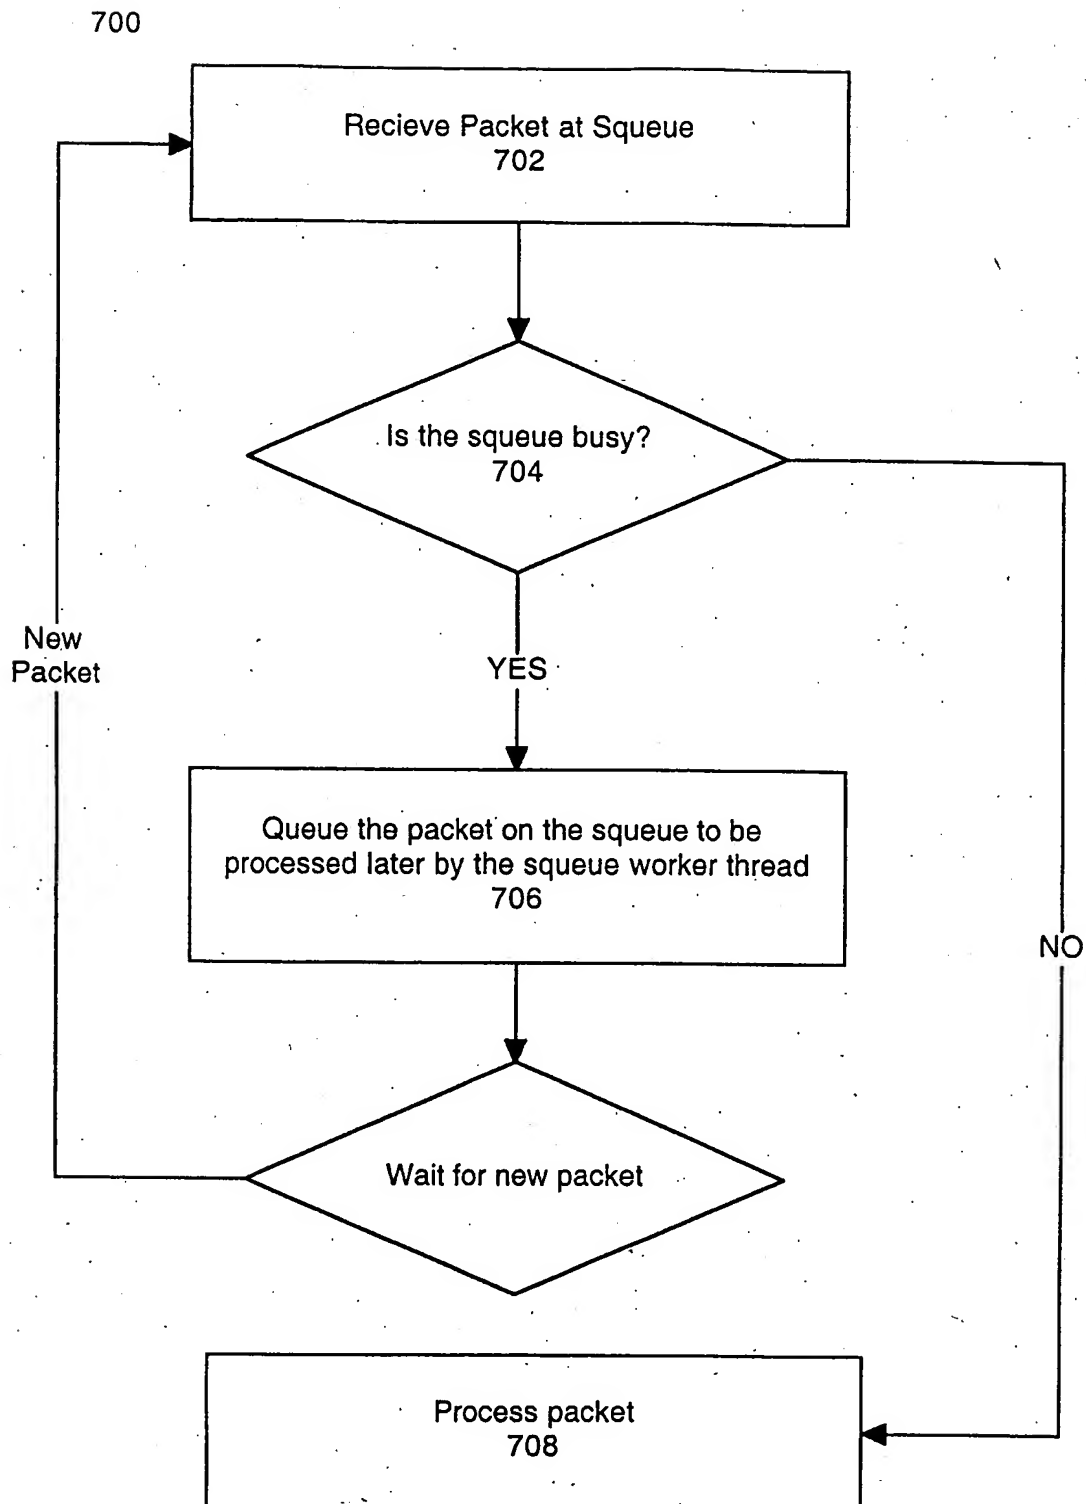 700
Recieve Packet at Squeue
702
Is the squeue busy?
704
New
Packet
YES
Queue the packet on the squeue to be
processed later by the squeue worker thread
706
NO
Wait for new packet
Process packet
708